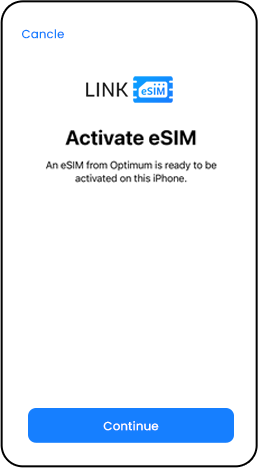 Cancle
LINK eSIM
Activate eSIM
An eSIM from Optimum is ready to be
activated on this iPhone.
Continue